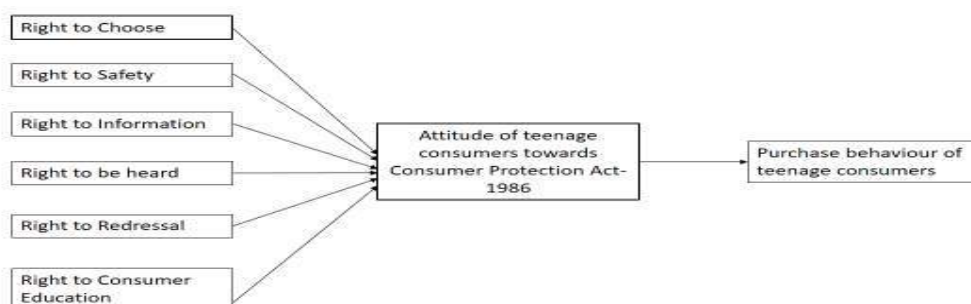 Right to Choose
Right to Safety
Right to Information
Right to be heard
Right to Redressal
Right to Consumer
Education
Attitude of teenage
consumers towards
Consumer Protection Act-
1986
Purchase behaviour of
teenage consumers